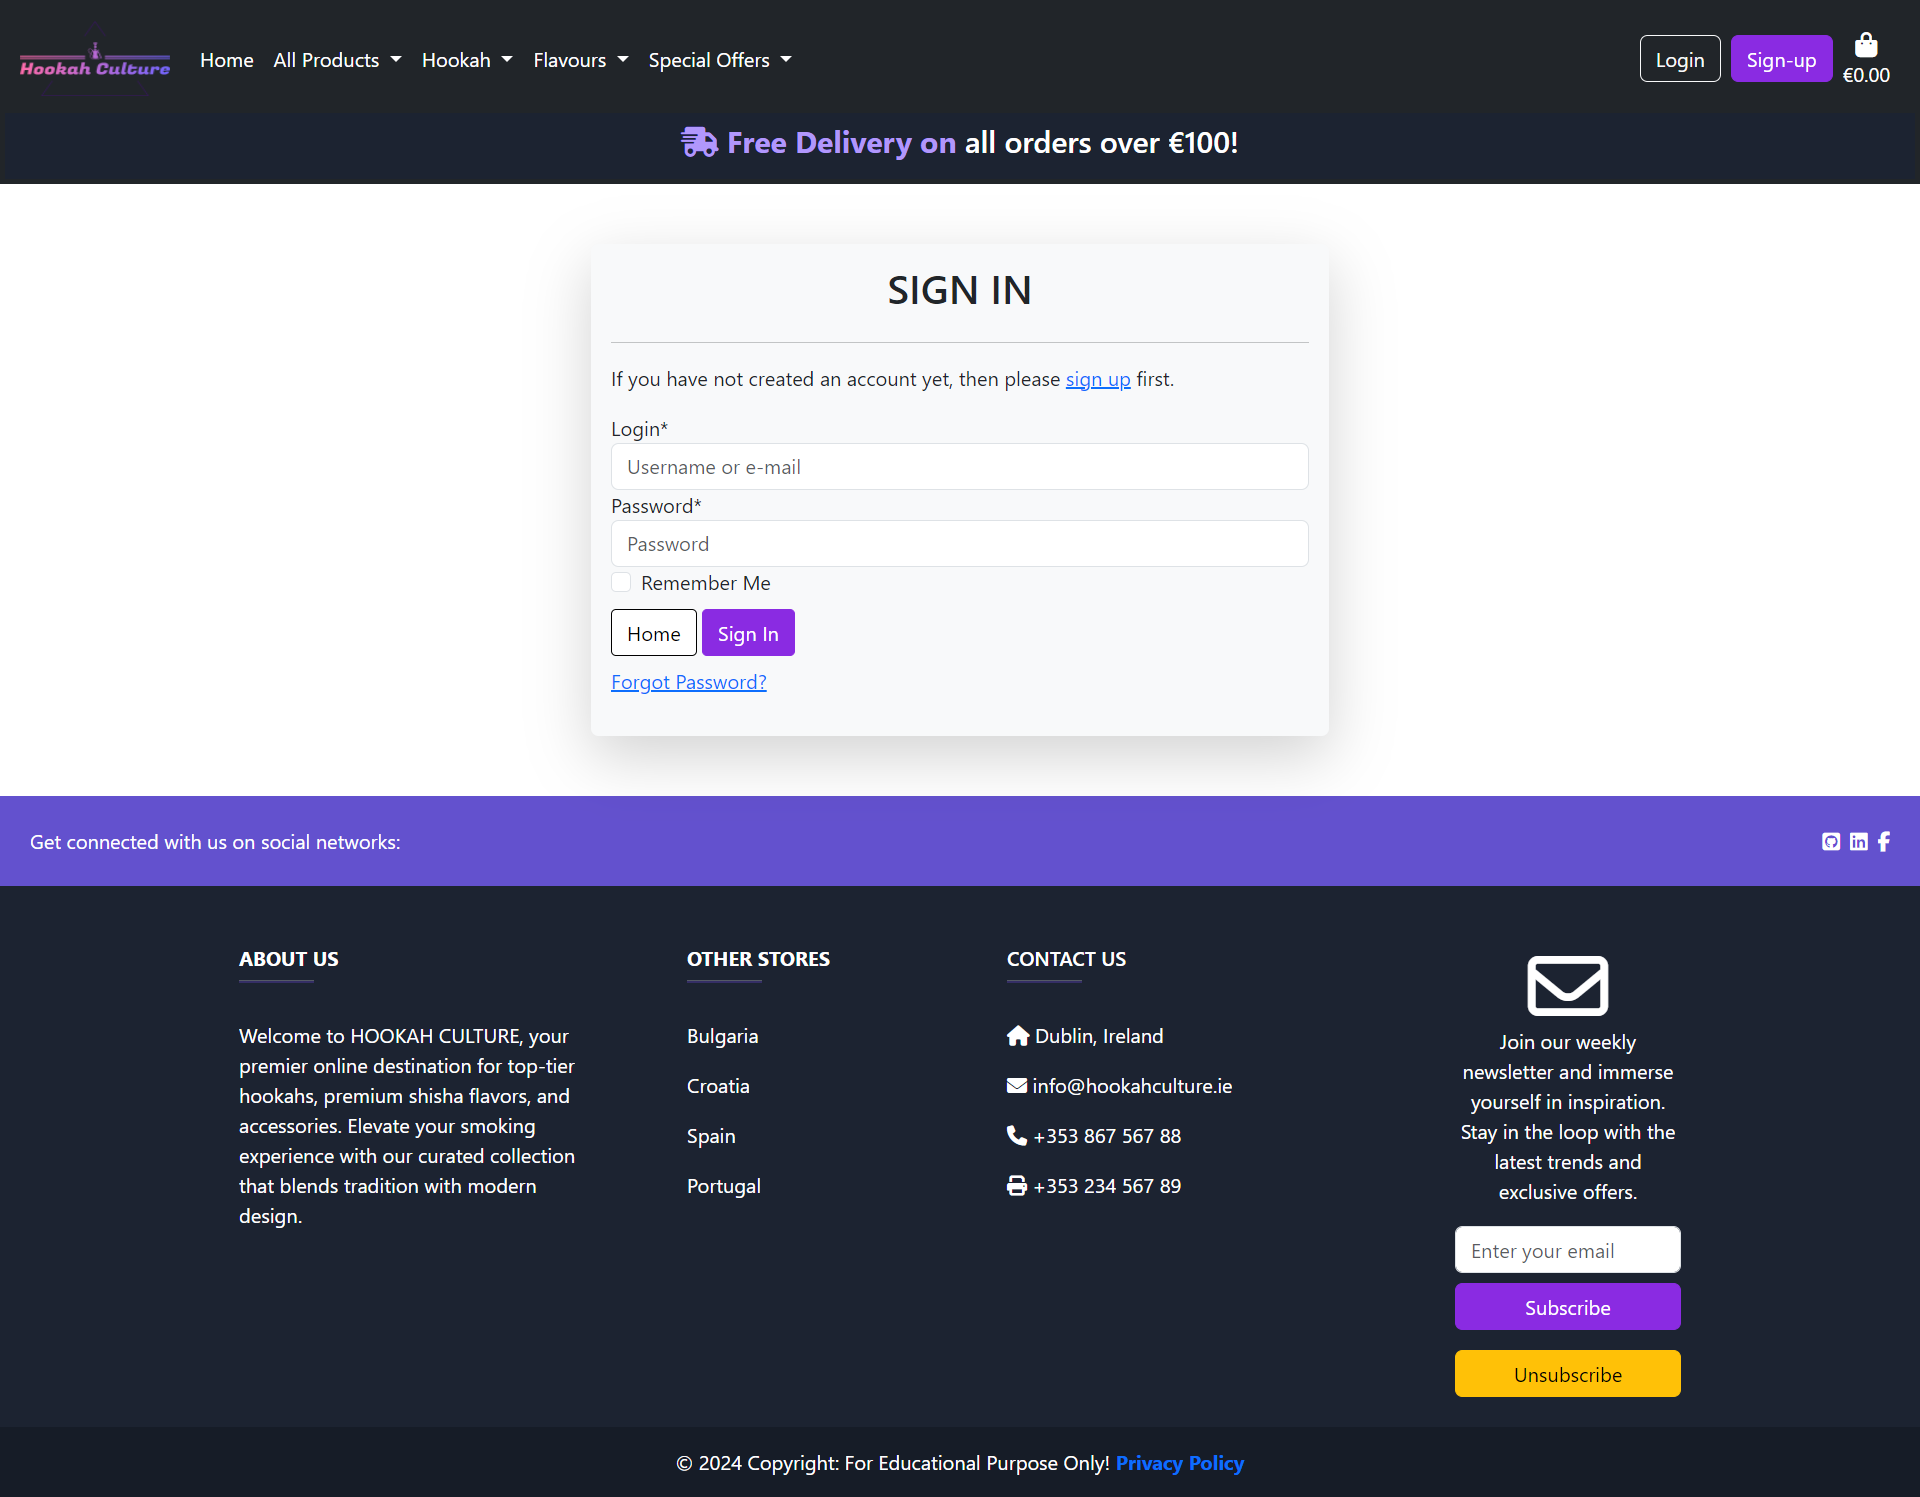 Hookah Culture
Home All Products Hookah Flavours Special Offers
Login Sign-up €0.00
Free Delivery on all orders over €100!
SIGN IN
If you have not created an account yet, then please sign up first.
Login*
Username or e-mail
Password*
Password
Remember Me
Home Sign In
Forgot Password?
Get connected with us on social networks:
ABOUT US
Welcome to HOOKAH CULTURE, your
premier online destination for top-tier
hookahs, premium shisha flavors, and
accessories. Elevate your smoking
experience with our curated collection
that blends tradition with modern
design.
OTHER STORES
Bulgaria
Croatia
Spain
Portugal
CONTACT US
Dublin, Ireland
info@hookahculture.ie
+353 867 567 88
+353 234 567 89
Join our weekly
newsletter and immerse
yourself in inspiration.
Stay in the loop with the
latest trends and
exclusive offers.
Enter your email
Subscribe
Unsubscribe
© 2024 Copyright: For Educational Purpose Only! Privacy Policy